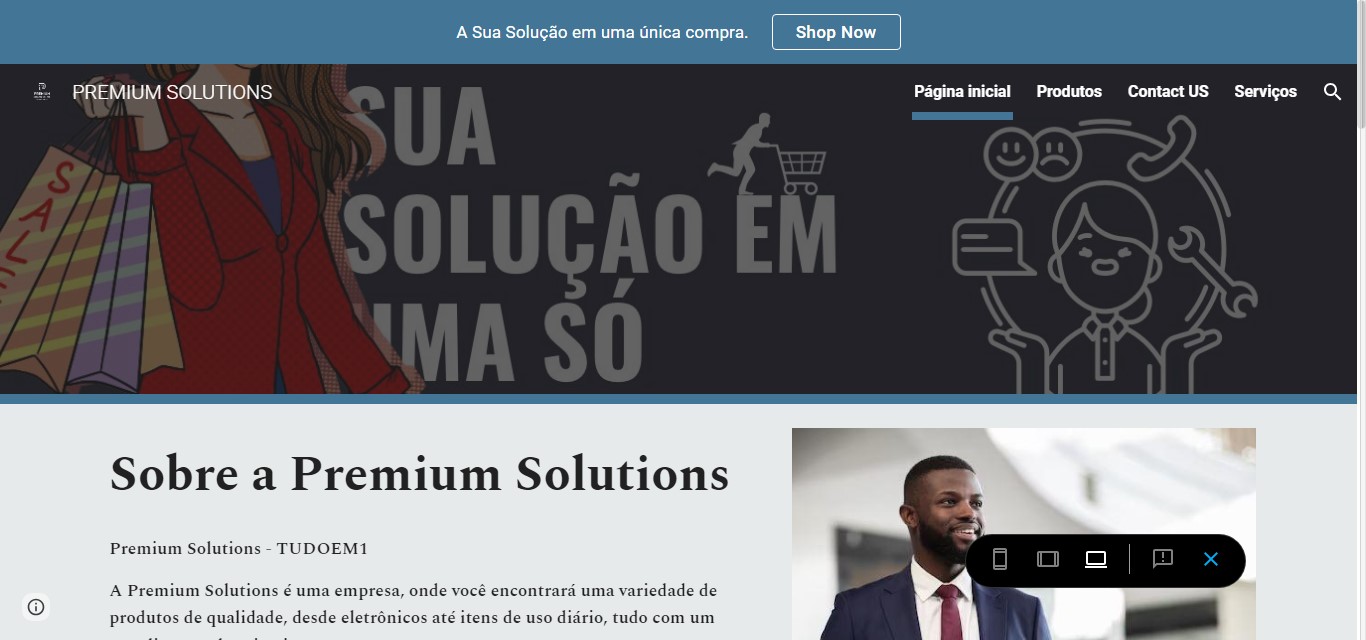 A Sua Solução em uma única compra.
Shop Now
PREMIUM SOLUTIONS
Página inicial
Produtos
Contact US
Serviços
SUA
SOLUÇÃO EM
UMA SÓ
SALE
Sobre a Premium Solutions
Premium Solutions - TUDOEM1
A Premium Solutions é uma empresa, onde você encontrará uma variedade de
produtos de qualidade, desde eletrônicos até itens de uso diário, tudo com um